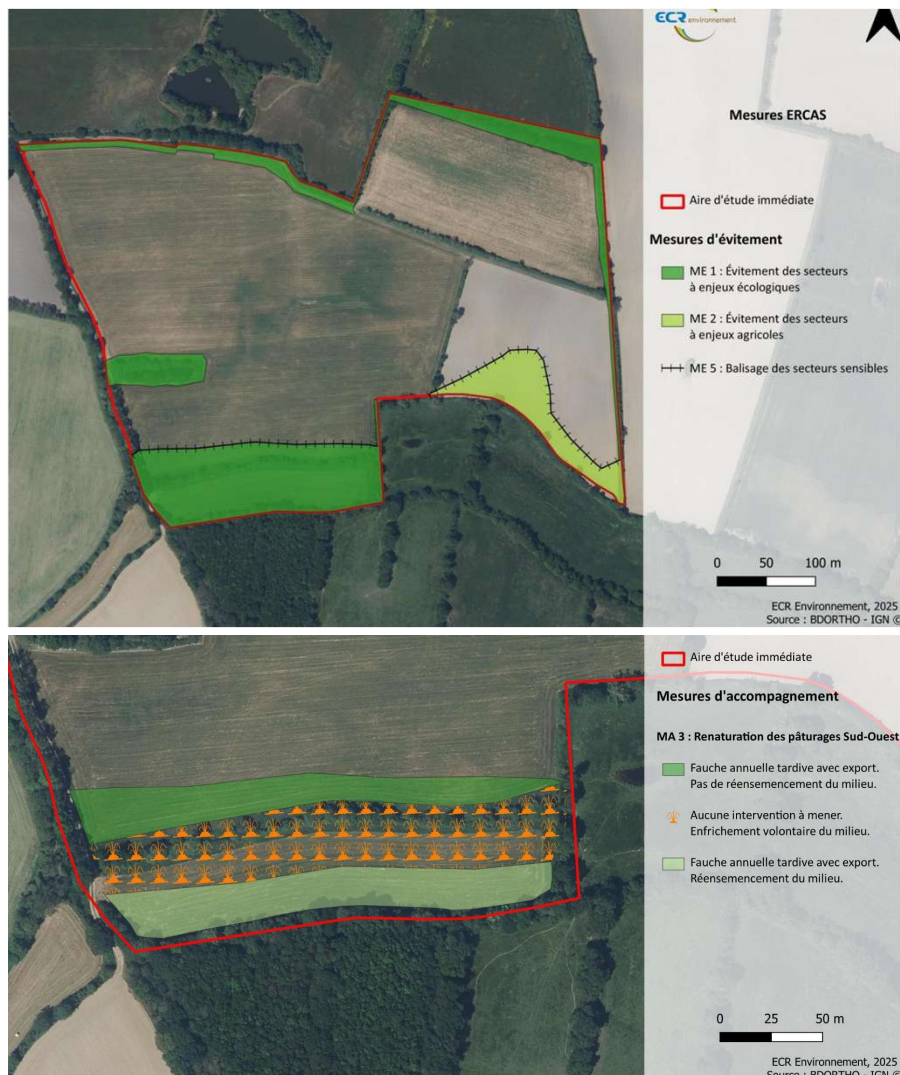 ECR environnement
Mesures ERCAS
Aire d'étude immédiate
Mesures d'évitement
ME 1 : Évitement des secteurs
à enjeux écologiques
ME 2 : Évitement des secteurs
à enjeux agricoles
ME 5 : Balisage des secteurs sensibles
0 50 100 m
ECR Environnement, 2025
Source : BDORTHO - IGN ©
Aire d'étude immédiate
Mesures d'accompagnement
MA 3 : Renaturation des pâturages Sud-Ouest
Fauche annuelle tardive avec export.
Pas de réensemencement du milieu.
Aucune intervention à mener.
Enfrichement volontaire du milieu.
Fauche annuelle tardive avec export.
Réensemencement du milieu.
0 25 50 m
ECR Environnement, 2025
Source : BDORTHO - IGN ©